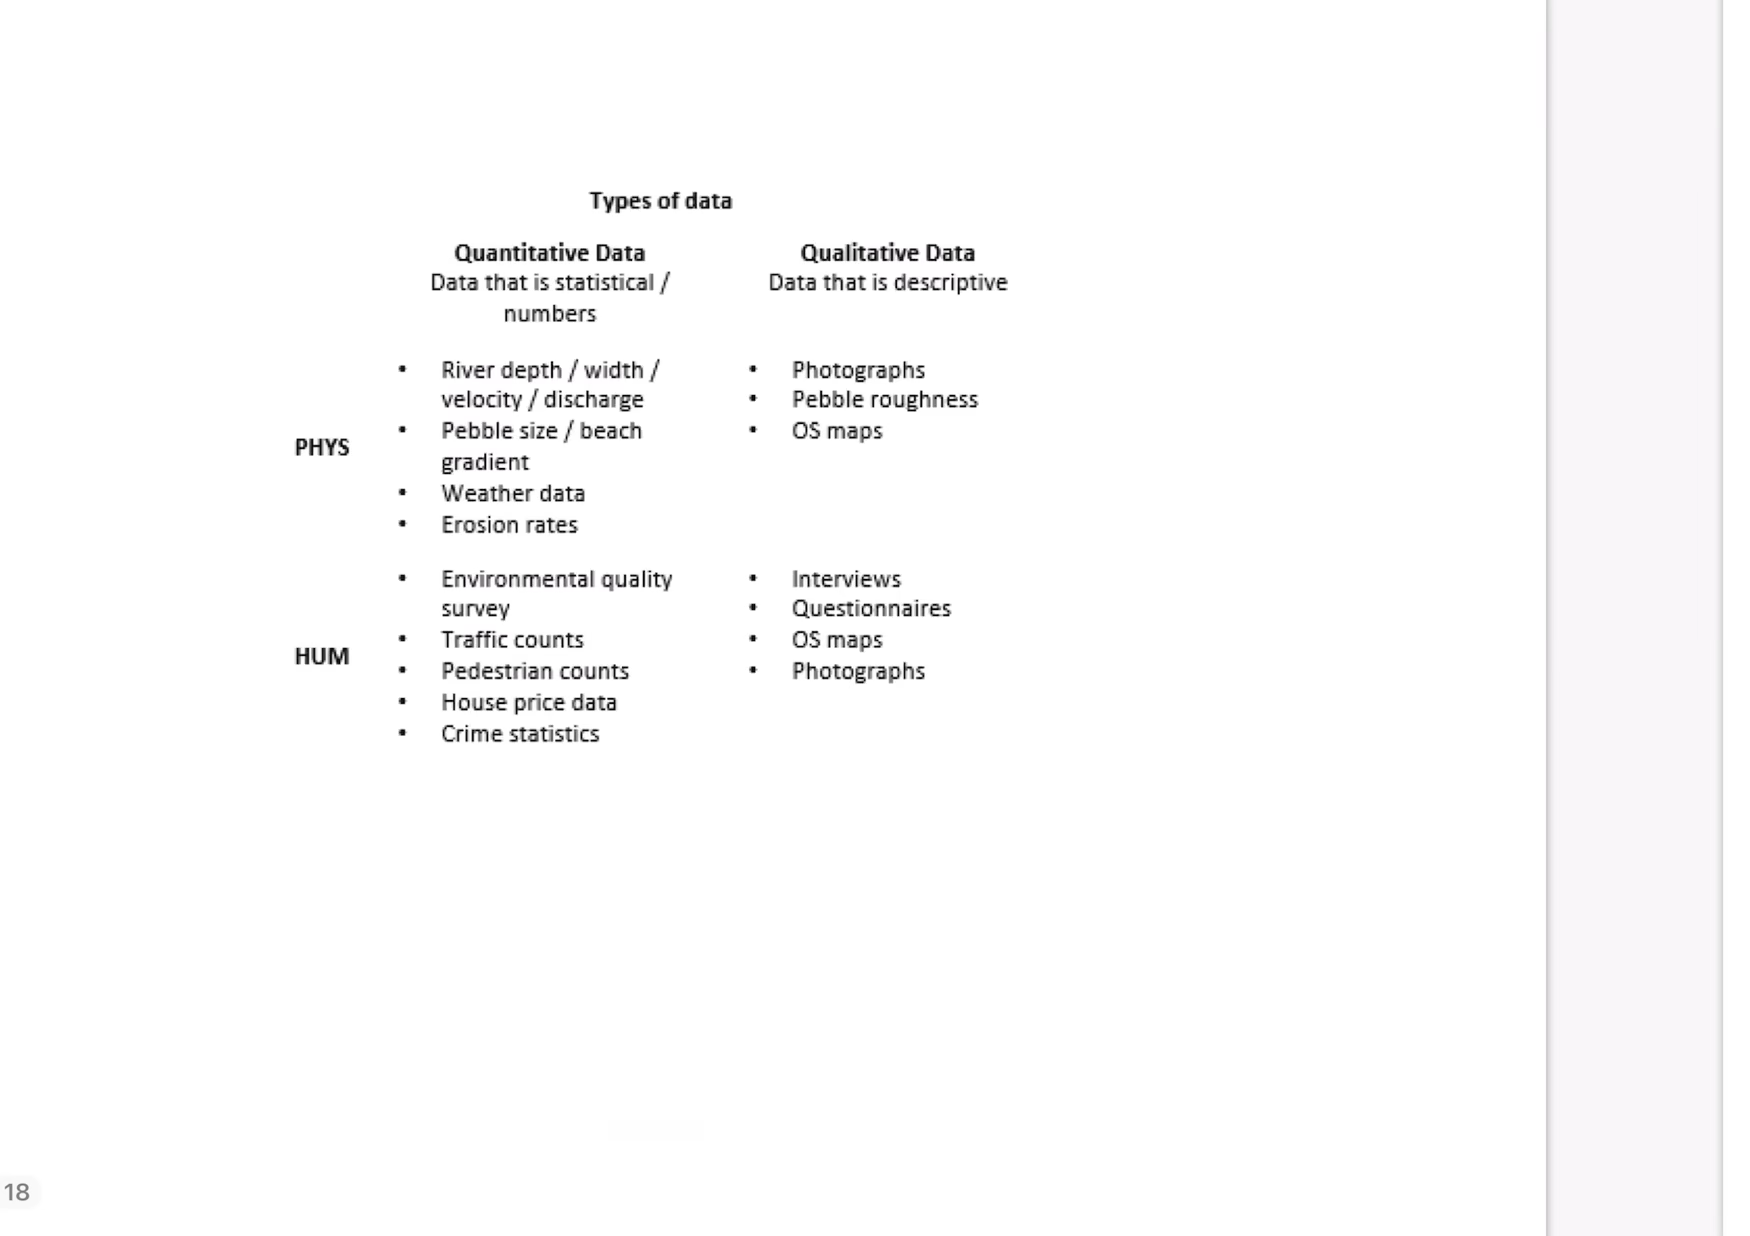 Types of data
Quantitative Data
Data that is statistical /
numbers
Qualitative Data
Data that is descriptive
PHYS
• River depth / width /
velocity / discharge
• Pebble size / beach
gradient
• Weather data
• Erosion rates
• Photographs
• Pebble roughness
• OS maps
HUM
• Environmental quality
survey
• Traffic counts
• Pedestrian counts
• House price data
• Crime statistics
• Interviews
• Questionnaires
• OS maps
• Photographs
18